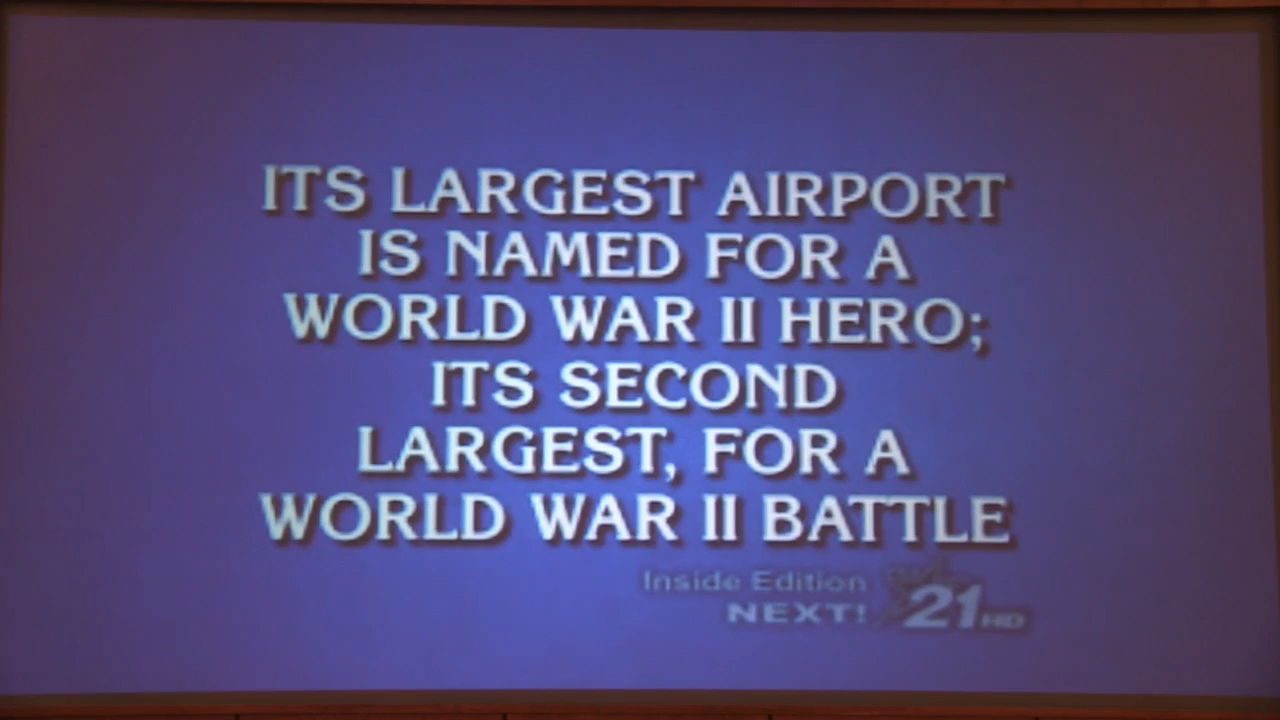 ITS LARGEST AIRPORT
IS NAMED FOR A
WORLD WAR II HERO;
ITS SECOND
LARGEST, FOR A
WORLD WAR II BATTLE
Inside Edition
NEXT!
21 HD